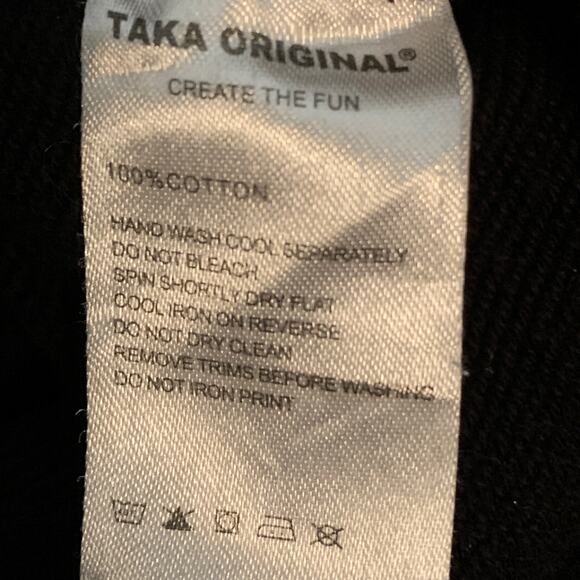 TAKA ORIGINAL®
CREATE THE FUN
100%COTTON
HAND WASH COOL SEPARATELY
DO NOT BLEACH
SPIN SHORTLY DRY FLAT
COOL IRON ON REVERSE
DO NOT DRY CLEAN
REMOVE TRIMS BEFORE WASHING
DO NOT IRON PRINT